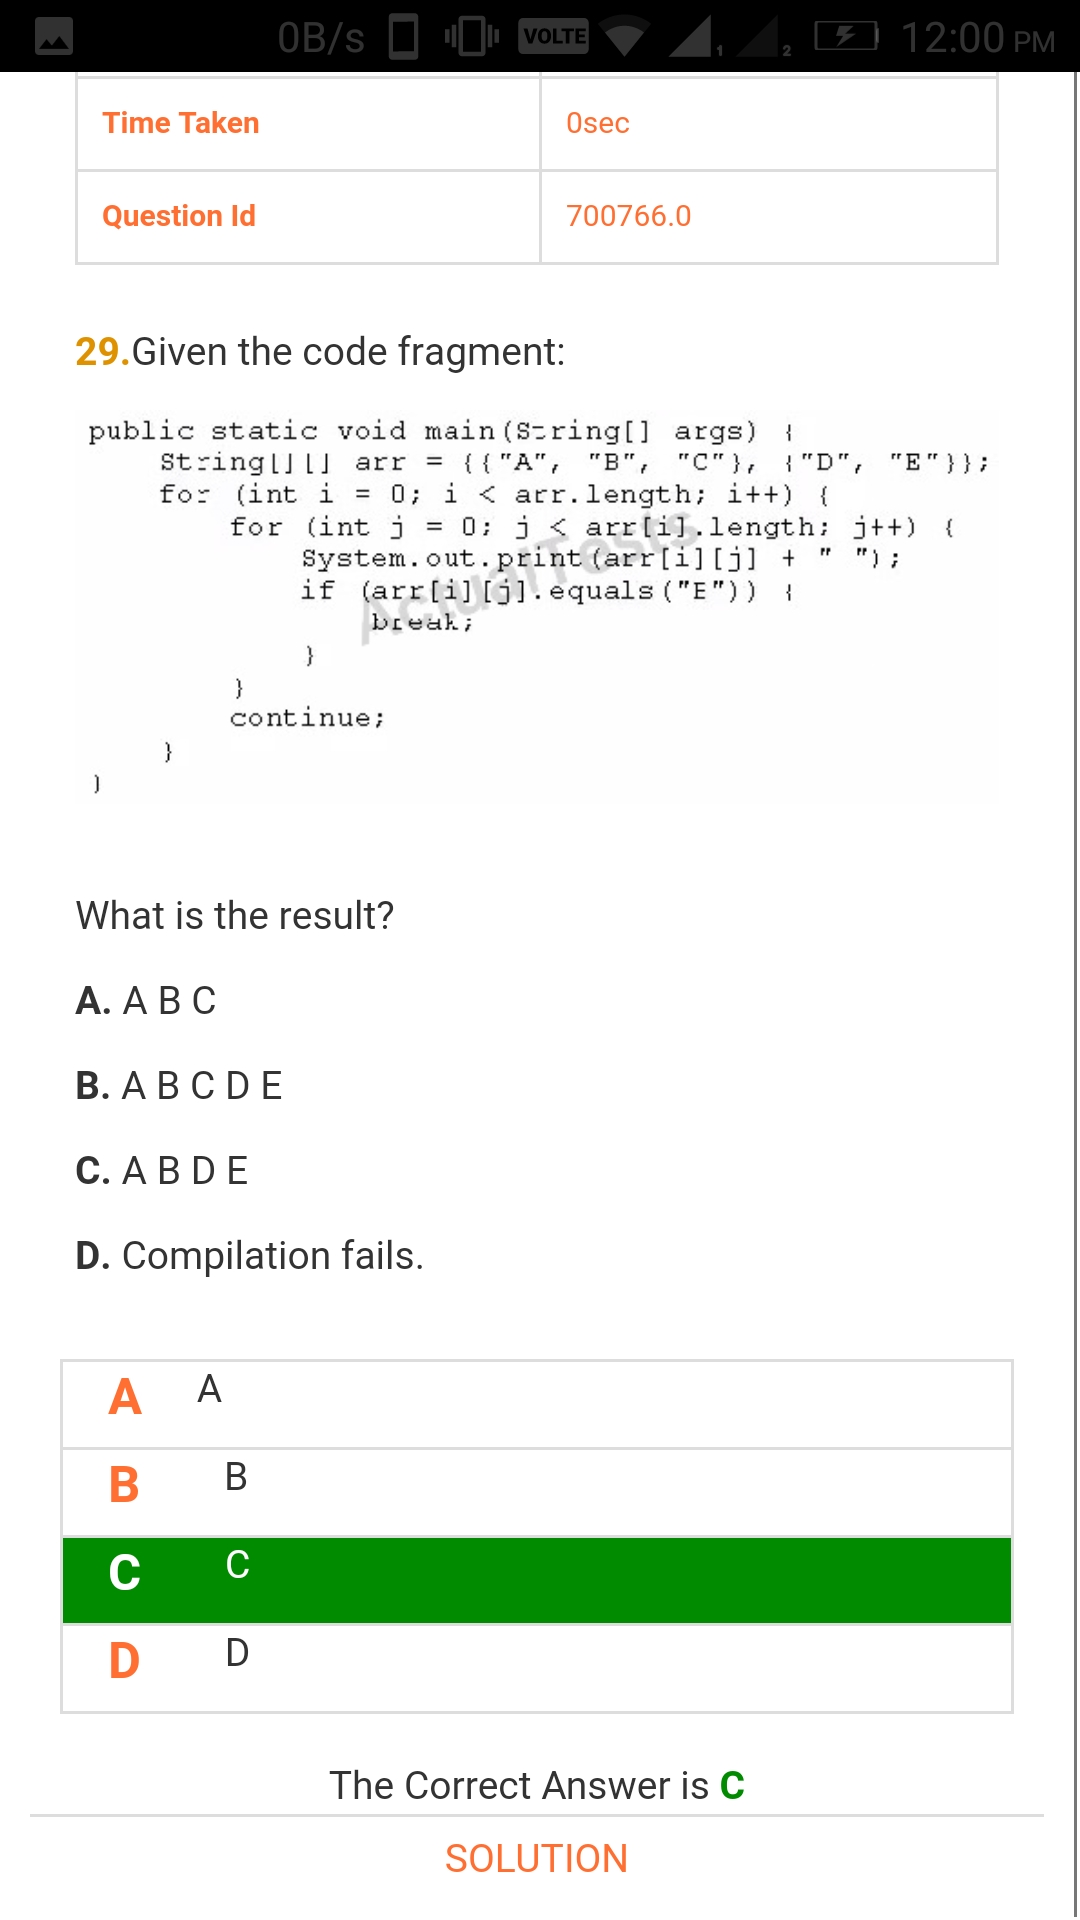 0B/s VOLTE 1 2 12:00 PM
Time Taken 0sec
Question Id 700766.0
29.Given the code fragment:
public static void main(String[] args) {
String[][] arr = {{"A", "B", "C"}, {"D", "E"}};
for (int i = 0; i < arr.length; i++) {
for (int j = 0; j < arr[i].length; j++) {
System.out.print(arr[i][j] + " ");
if (arr[i][j].equals("E")) {
break;
}
}
continue;
}
}
ActualTests
What is the result?
A. A B C
B. A B C D E
C. A B D E
D. Compilation fails.
A A
B B
C C
D D
The Correct Answer is C
SOLUTION